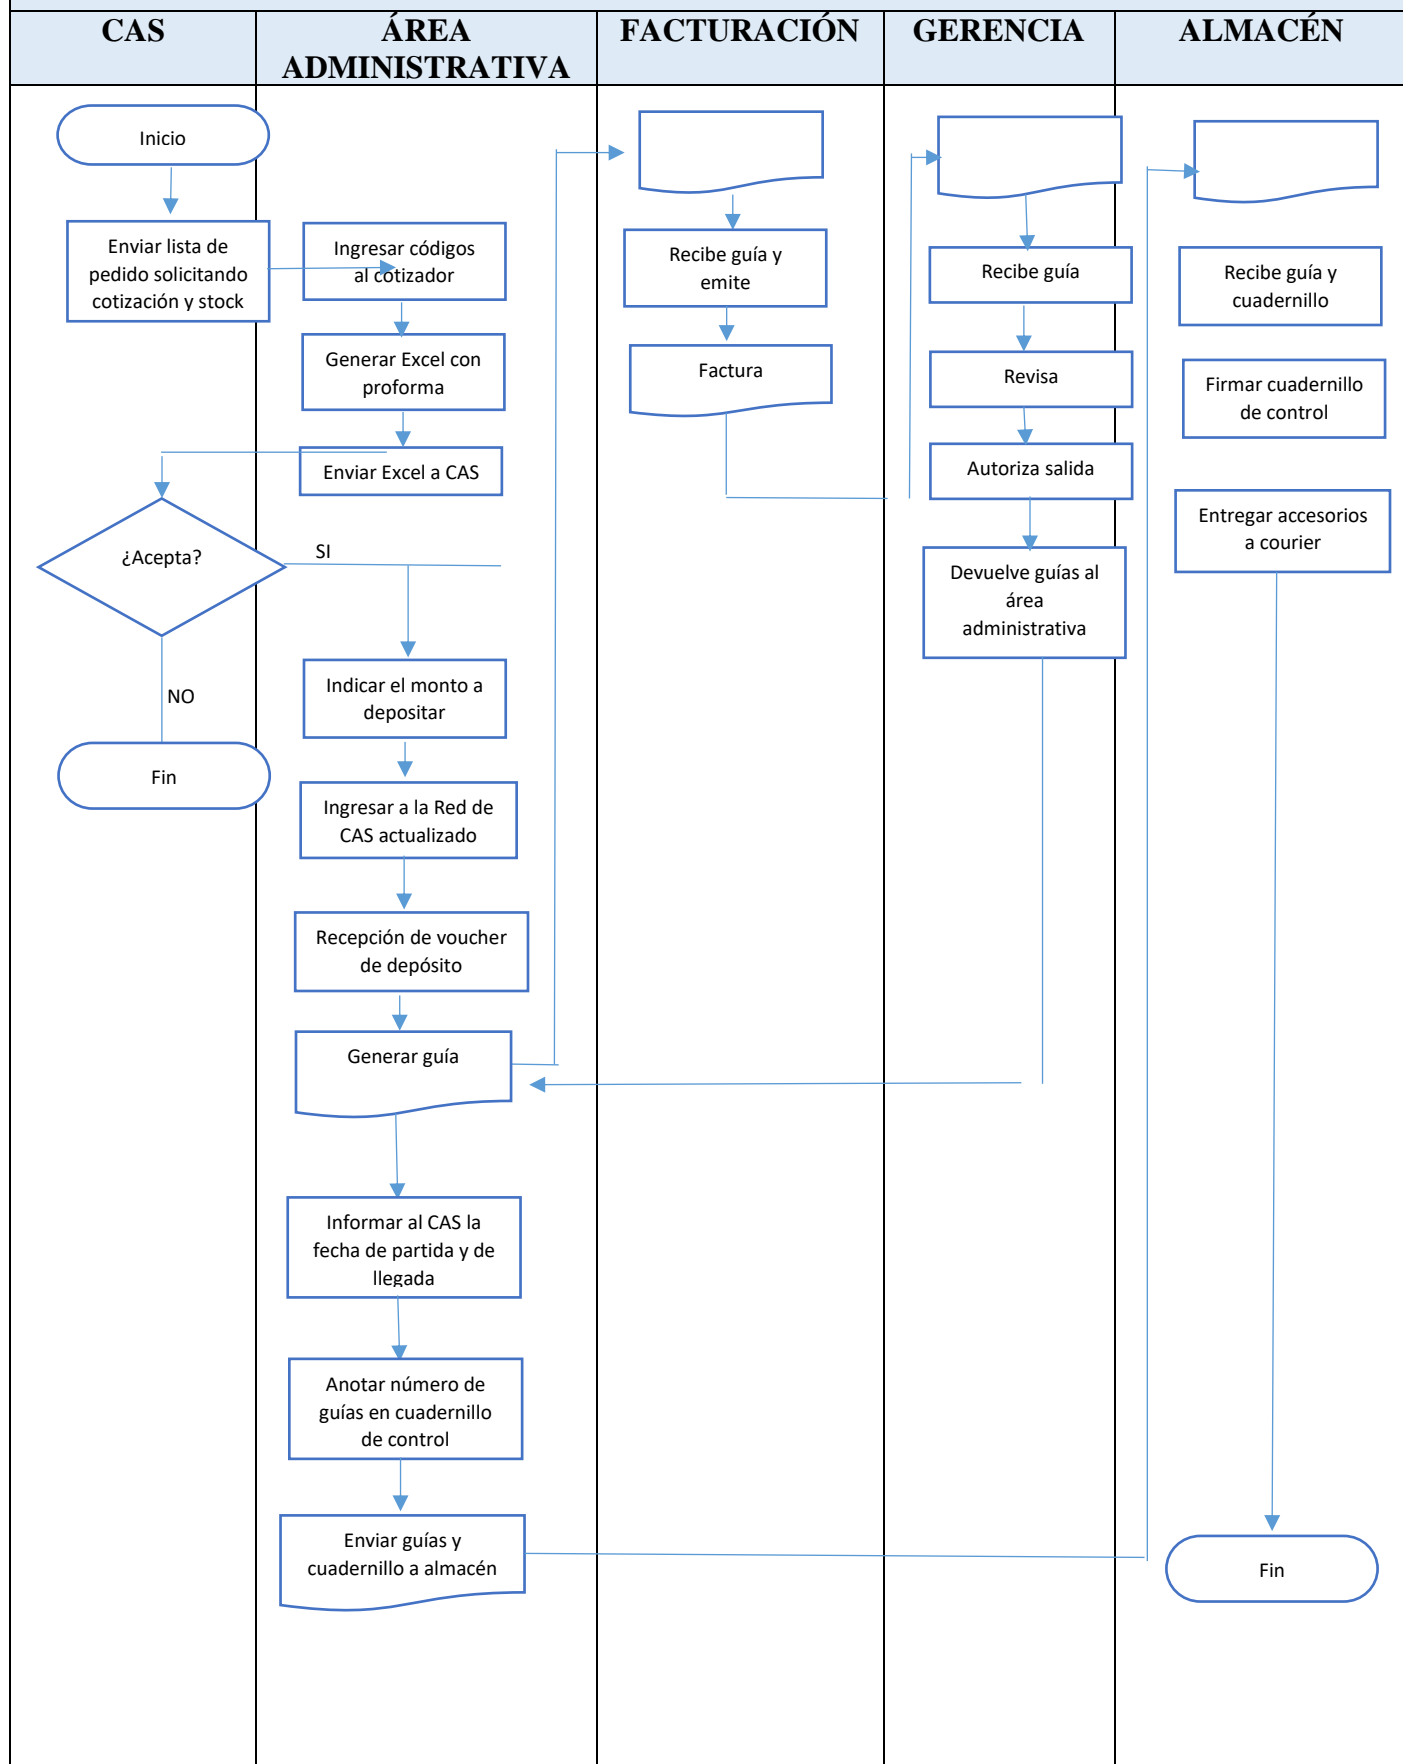 CAS
ÁREA
ADMINISTRATIVA
FACTURACIÓN
GERENCIA
ALMACÉN
Inicio
Enviar lista de
pedido solicitando
cotización y stock
¿Acepta?
NO
Fin
SI
Ingresar códigos
al cotizador
Generar Excel con
proforma
Enviar Excel a CAS
Indicar el monto a
depositar
Ingresar a la Red de
CAS actualizado
Recepción de voucher
de depósito
Generar guía
Informar al CAS la
fecha de partida y de
llegada
Anotar número de
guías en cuadernillo
de control
Enviar guías y
cuadernillo a almacén
Recibe guía y
emite
Factura
Recibe guía
Revisa
Autoriza salida
Devuelve guías al
área
administrativa
Recibe guía y
cuadernillo
Firmar cuadernillo
de control
Entregar accesorios
a courier
Fin